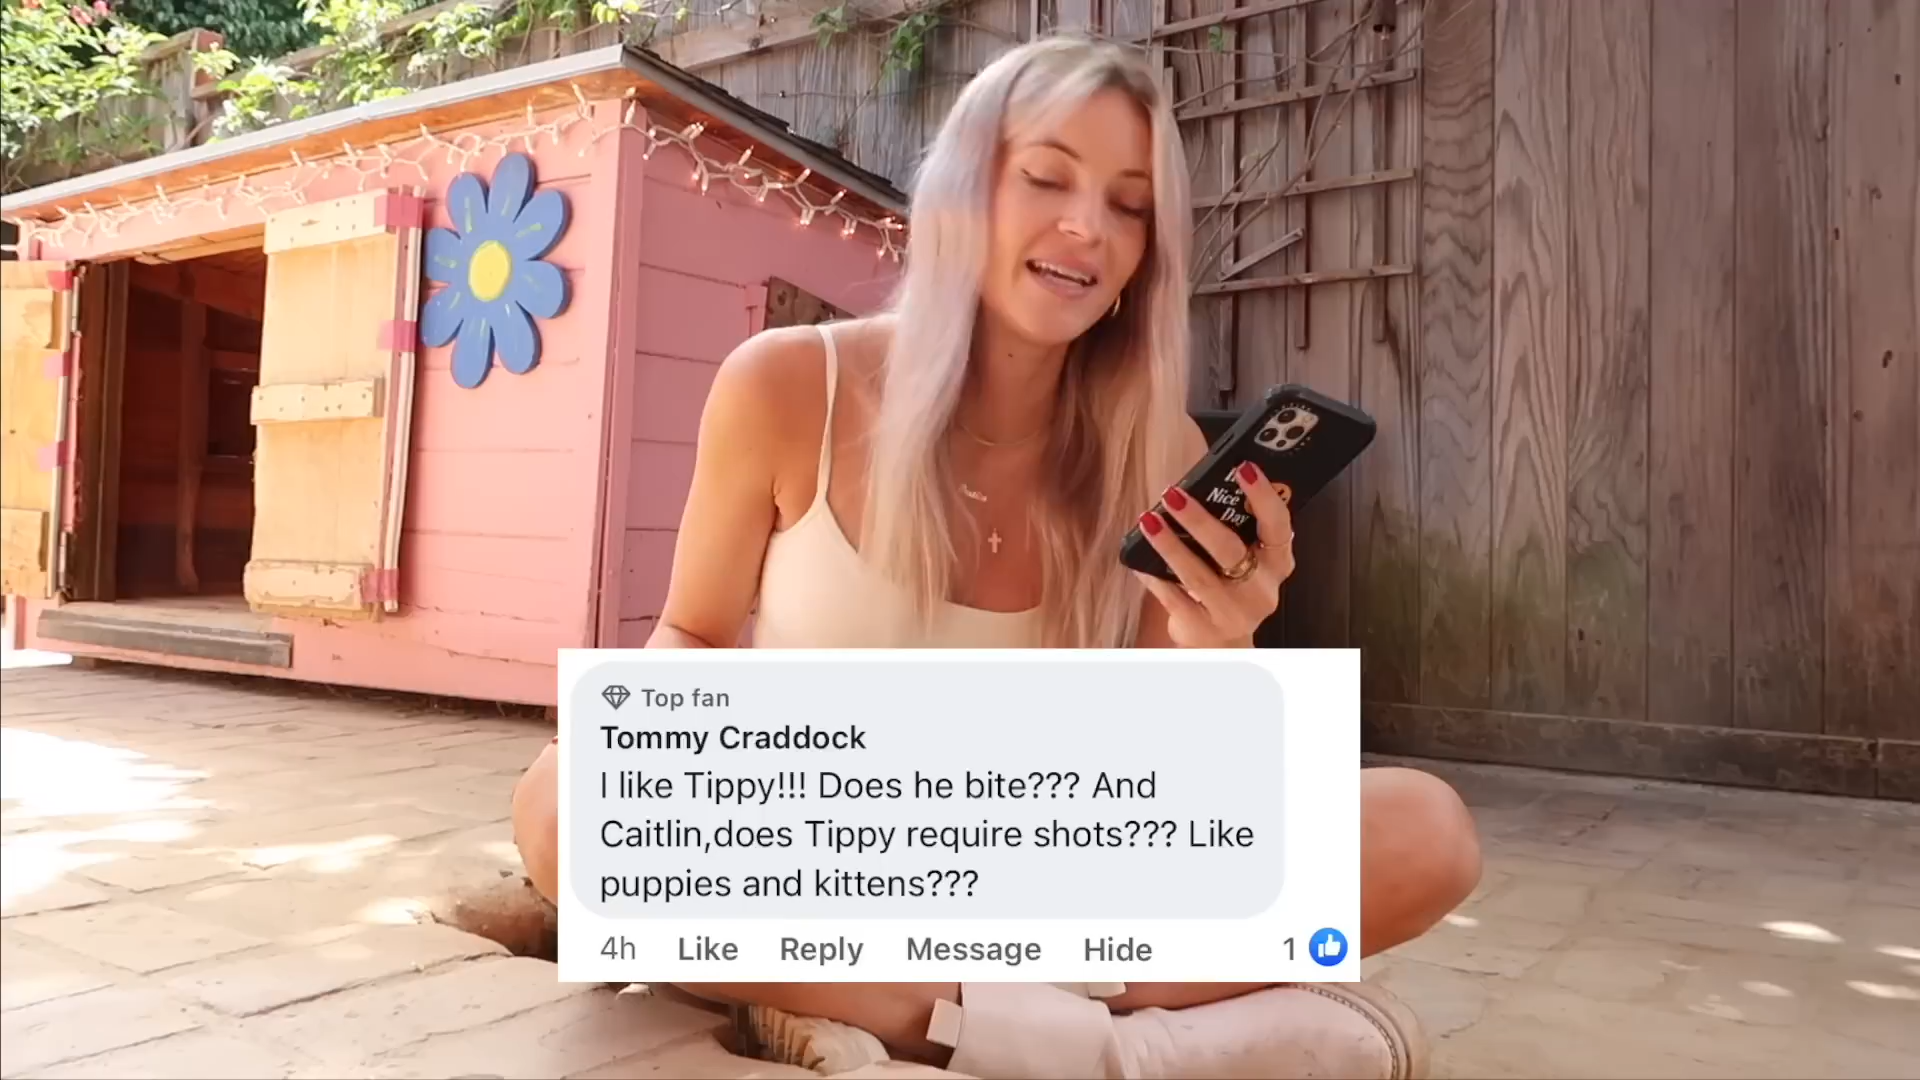 Nice
Day
Top fan
Tommy Craddock
I like Tippy!!! Does he bite??? And
Caitlin,does Tippy require shots??? Like
puppies and kittens???
4h Like Reply Message Hide 1